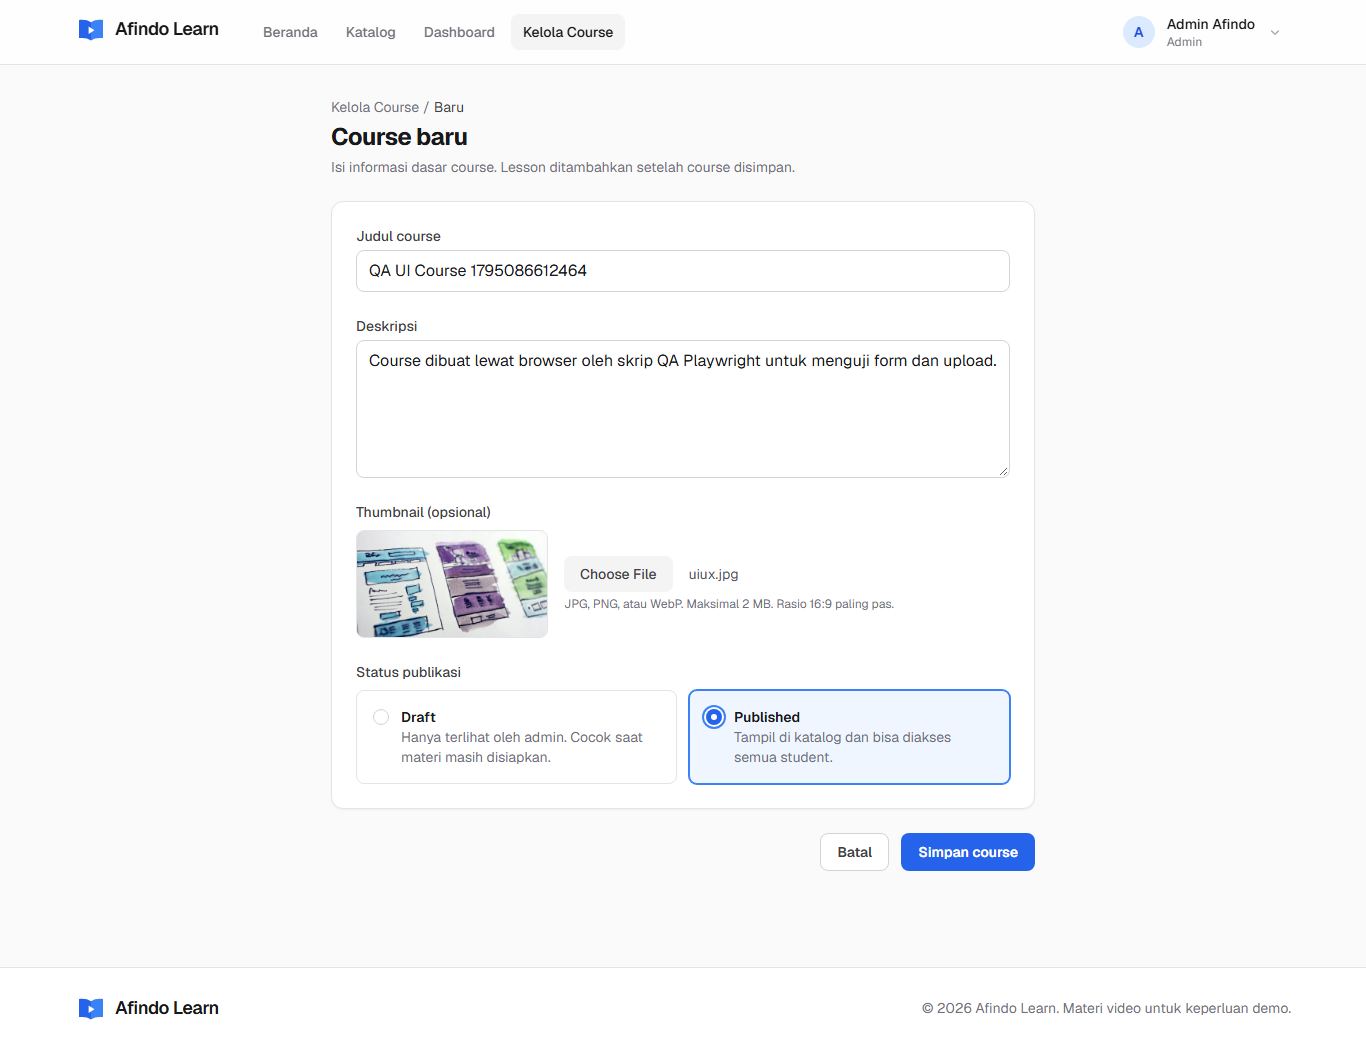 Afindo Learn
Beranda
Katalog
Dashboard
Kelola Course
A
Admin Afindo
Admin
Kelola Course / Baru
Course baru
Isi informasi dasar course. Lesson ditambahkan setelah course disimpan.
Judul course
QA UI Course 1795086612464
Deskripsi
Course dibuat lewat browser oleh skrip QA Playwright untuk menguji form dan upload.
Thumbnail (opsional)
Choose File
uiux.jpg
JPG, PNG, atau WebP. Maksimal 2 MB. Rasio 16:9 paling pas.
Status publikasi
Draft
Hanya terlihat oleh admin. Cocok saat
materi masih disiapkan.
Published
Tampil di katalog dan bisa diakses
semua student.
Batal
Simpan course
Afindo Learn
© 2026 Afindo Learn. Materi video untuk keperluan demo.